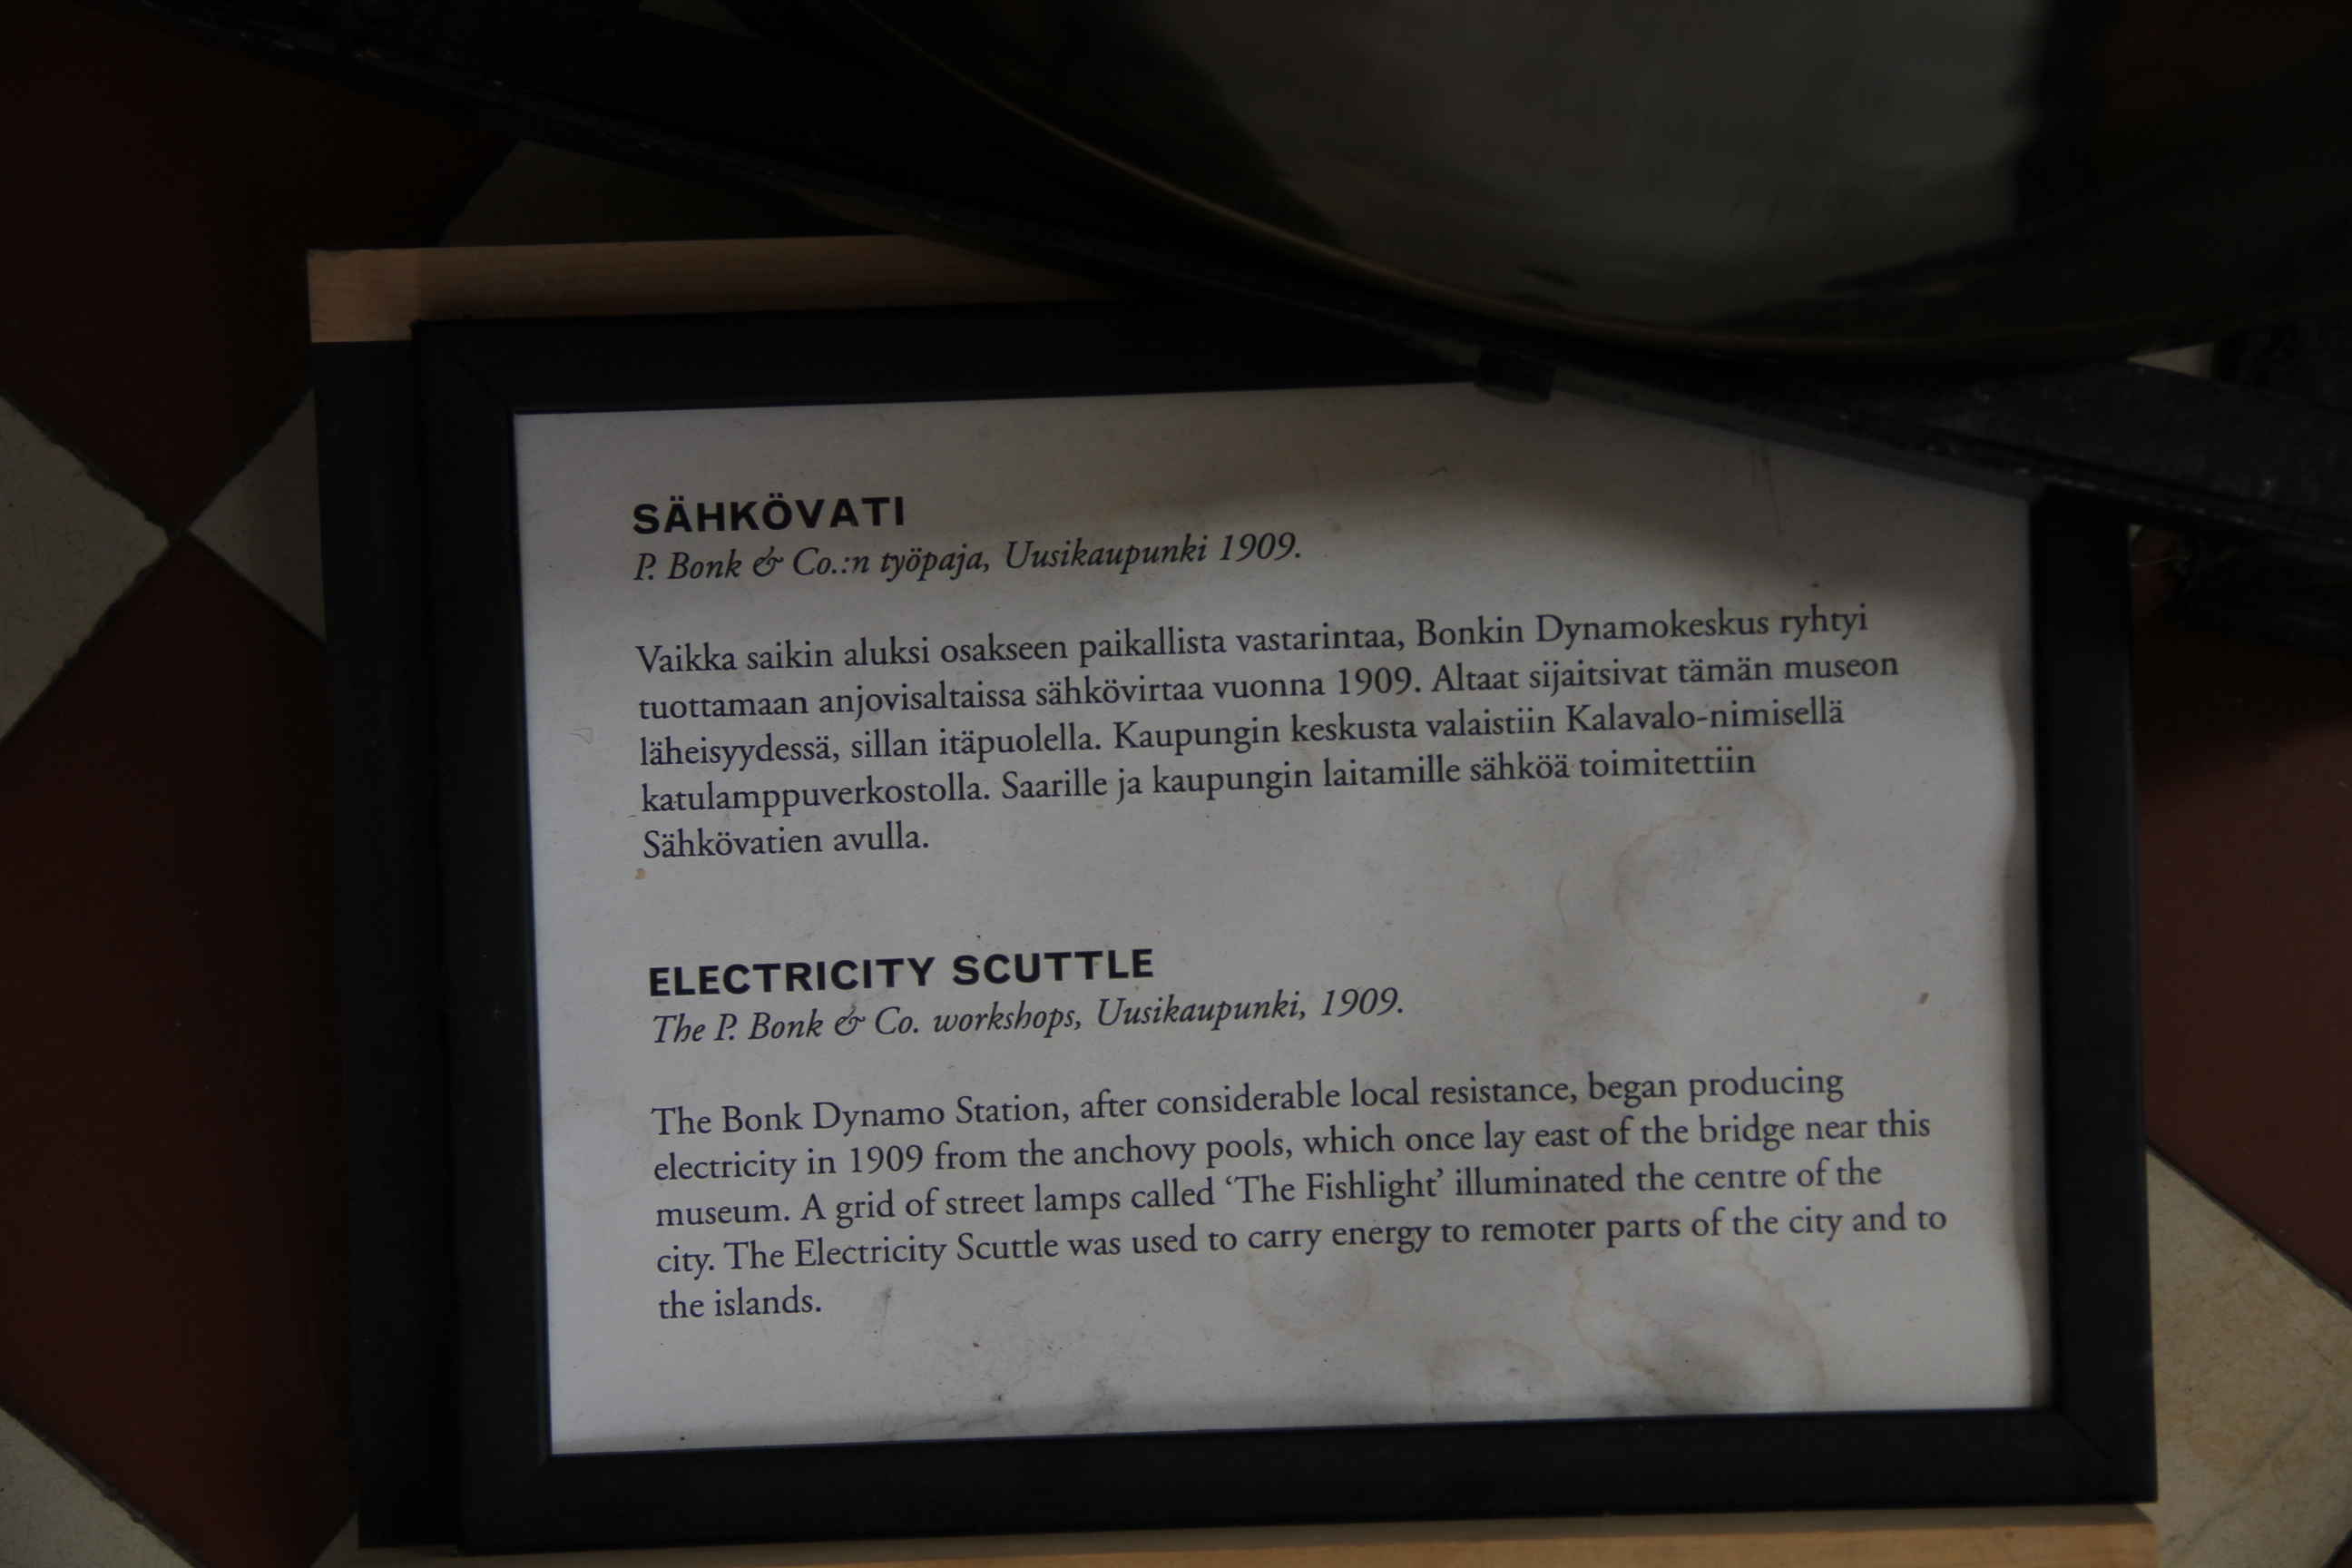 SÄHKÖVATI
P. Bonk & Co.:n työpaja, Uusikaupunki 1909.
Vaikka saikin aluksi osakseen paikallista vastarintaa, Bonkin Dynamokeskus ryhtyi
tuottamaan anjovisaltaissa sähkövirtaa vuonna 1909. Altaat sijaitsivat tämän museon
läheisyydessä, sillan itäpuolella. Kaupungin keskusta valaistiin Kalavalo-nimisellä
katulamppuverkostolla. Saarille ja kaupungin laitamille sähköä toimitettiin
Sähkövatien avulla.
ELECTRICITY SCUTTLE
The P. Bonk & Co. workshops, Uusikaupunki, 1909.
The Bonk Dynamo Station, after considerable local resistance, began producing
electricity in 1909 from the anchovy pools, which once lay east of the bridge near this
museum. A grid of street lamps called ‘The Fishlight’ illuminated the centre of the
city. The Electricity Scuttle was used to carry energy to remoter parts of the city and to
the islands.